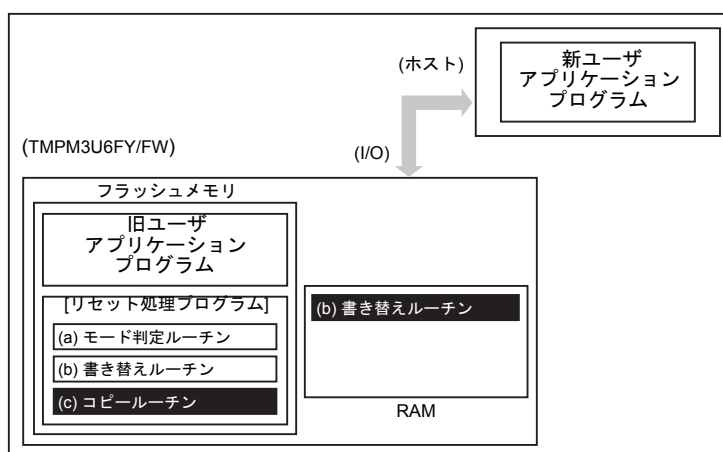 (ホスト)
新ユーザ
アプリケーション
プログラム
(TMPM3U6FY/FW)
(I/O)
フラッシュメモリ
旧ユーザ
アプリケーション
プログラム
[リセット処理プログラム]
(a) モード判定ルーチン
(b) 書き替えルーチン
(c) コピールーチン
(b) 書き替えルーチン
RAM